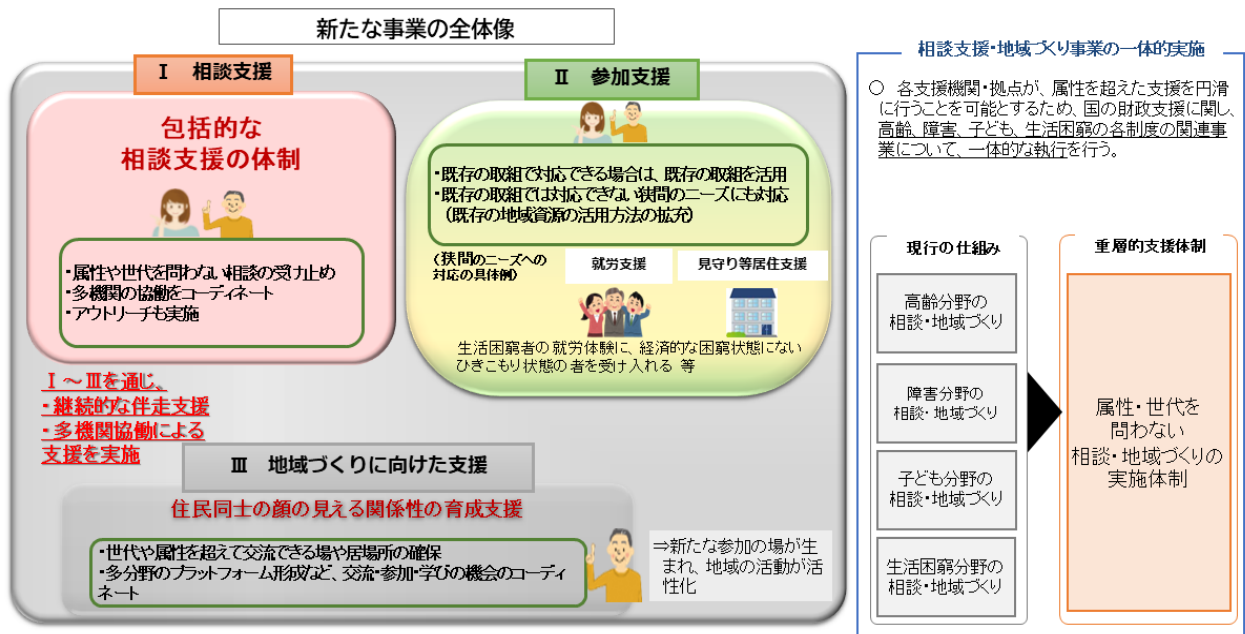 新たな事業の全体像
Ⅰ 相談支援
包括的な
相談支援の体制
・属性や世代を問わない相談の受け止め
・多機関の協働をコーディネート
・アウトリーチも実施
Ⅱ 参加支援
・既存の取組で対応できる場合は、既存の取組を活用
・既存の取組では対応できない狭間のニーズにも対応
（既存の地域資源の活用方法の拡充）
（狭間のニーズへの
対応の具体例）
就労支援
見守り等居住支援
生活困窮者の就労体験に、経済的な困窮状態にない
ひきこもり状態の者を受け入れる 等
Ⅰ～Ⅲを通じ、
・継続的な伴走支援
・多機関協働による
支援を実施
Ⅲ 地域づくりに向けた支援
住民同士の顔の見える関係性の育成支援
・世代や属性を超えて交流できる場や居場所の確保
・多分野のプラットフォーム形成など、交流・参加・学びの機会のコーディ
ネート
⇒新たな参加の場が生
まれ、地域の活動が活
性化
相談支援・地域づくり事業の一体的実施
○ 各支援機関・拠点が、属性を超えた支援を円滑
に行うことを可能とするため、国の財政支援に関し、
高齢、障害、子ども、生活困窮の各制度の関連事
業について、一体的な執行を行う。
現行の仕組み
高齢分野の
相談・地域づくり
障害分野の
相談・地域づくり
子ども分野の
相談・地域づくり
生活困窮分野の
相談・地域づくり
重層的支援体制
属性・世代を
問わない
相談・地域づくりの
実施体制